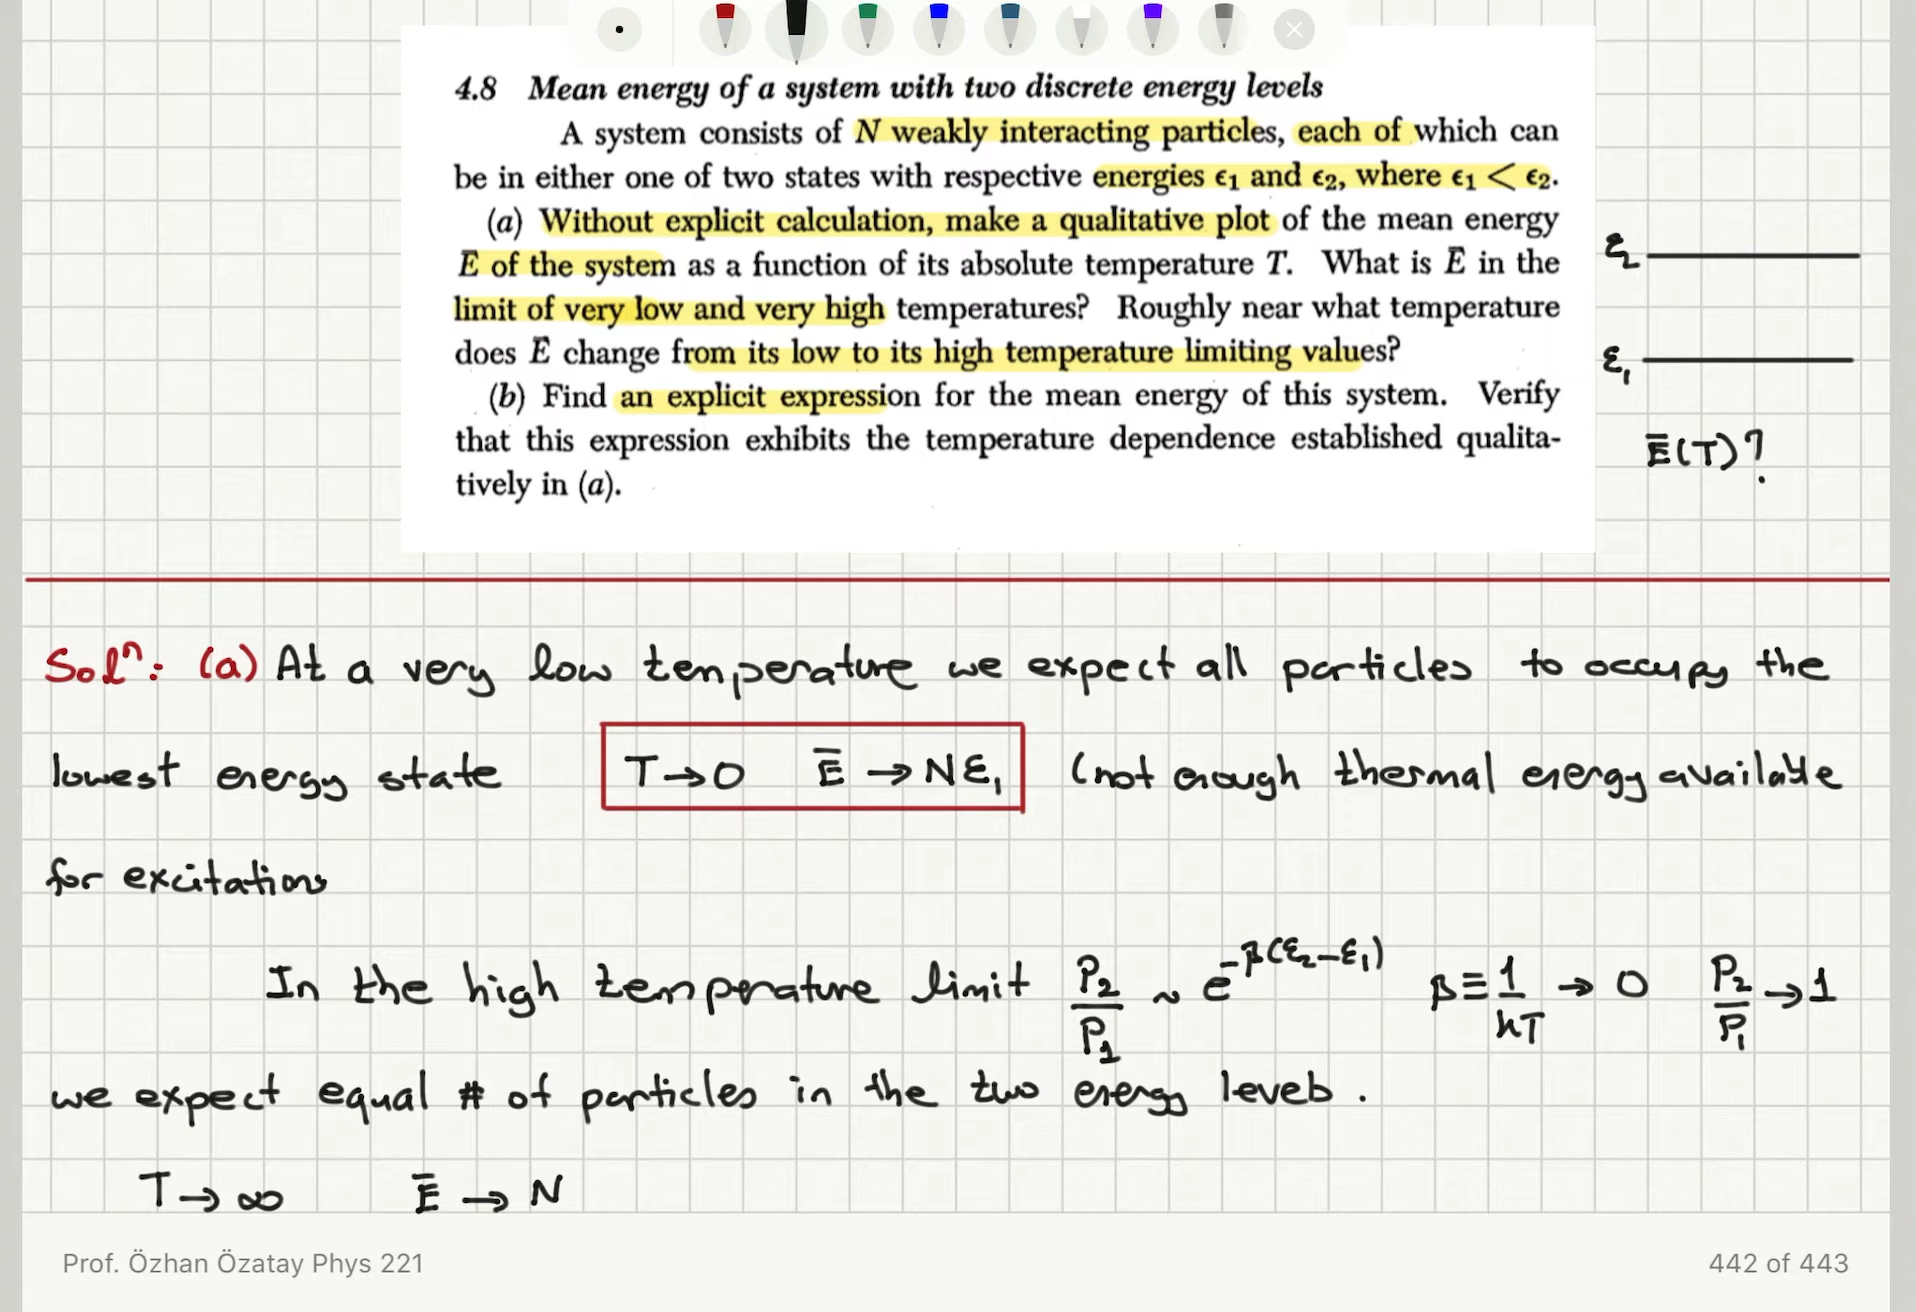 4.8 Mean energy of a system with two discrete energy levels
A system consists of N weakly interacting particles, each of which can
be in either one of two states with respective energies ϵ₁ and ϵ₂, where ϵ₁ < ϵ₂.
(a) Without explicit calculation, make a qualitative plot of the mean energy
Ē of the system as a function of its absolute temperature T. What is Ē in the
limit of very low and very high temperatures? Roughly near what temperature
does Ē change from its low to its high temperature limiting values?
(b) Find an explicit expression for the mean energy of this system. Verify
that this expression exhibits the temperature dependence established qualita-
tively in (a).
ε₂
ε₁
Ē(T)?
Solⁿ: (a) At a very low temperature we expect all particles to occupy the
lowest energy state T→0 Ē → Nε₁ (not enough thermal energy available
for excitations
In the high temperature limit P₂/P₁ ~ e^{-β(ε₂-ε₁)} β ≡ 1/kT → 0 P₂/P₁ → 1
we expect equal # of particles in the two energy levels.
T → ∞ Ē → N
Prof. Özhan Özatay Phys 221
442 of 443